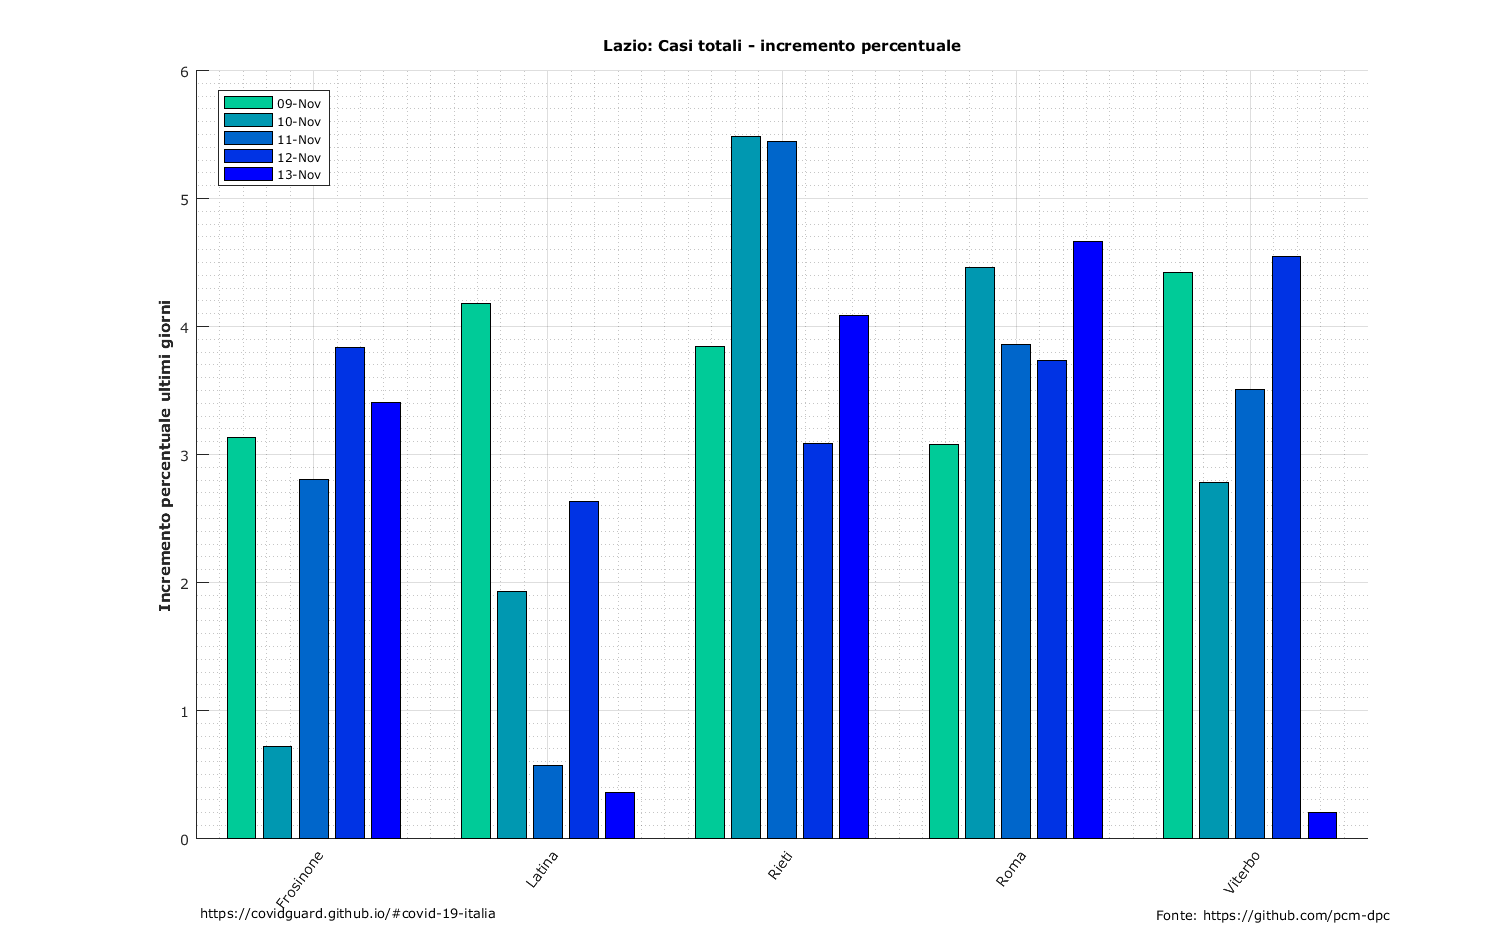 Lazio: Casi totali - incremento percentuale
Incremento percentuale ultimi giorni
6
5
4
3
2
1
0
09-Nov
10-Nov
11-Nov
12-Nov
13-Nov
Frosinone
Latina
Rieti
Roma
Viterbo
https://covidguard.github.io/#covid-19-italia
Fonte: https://github.com/pcm-dpc